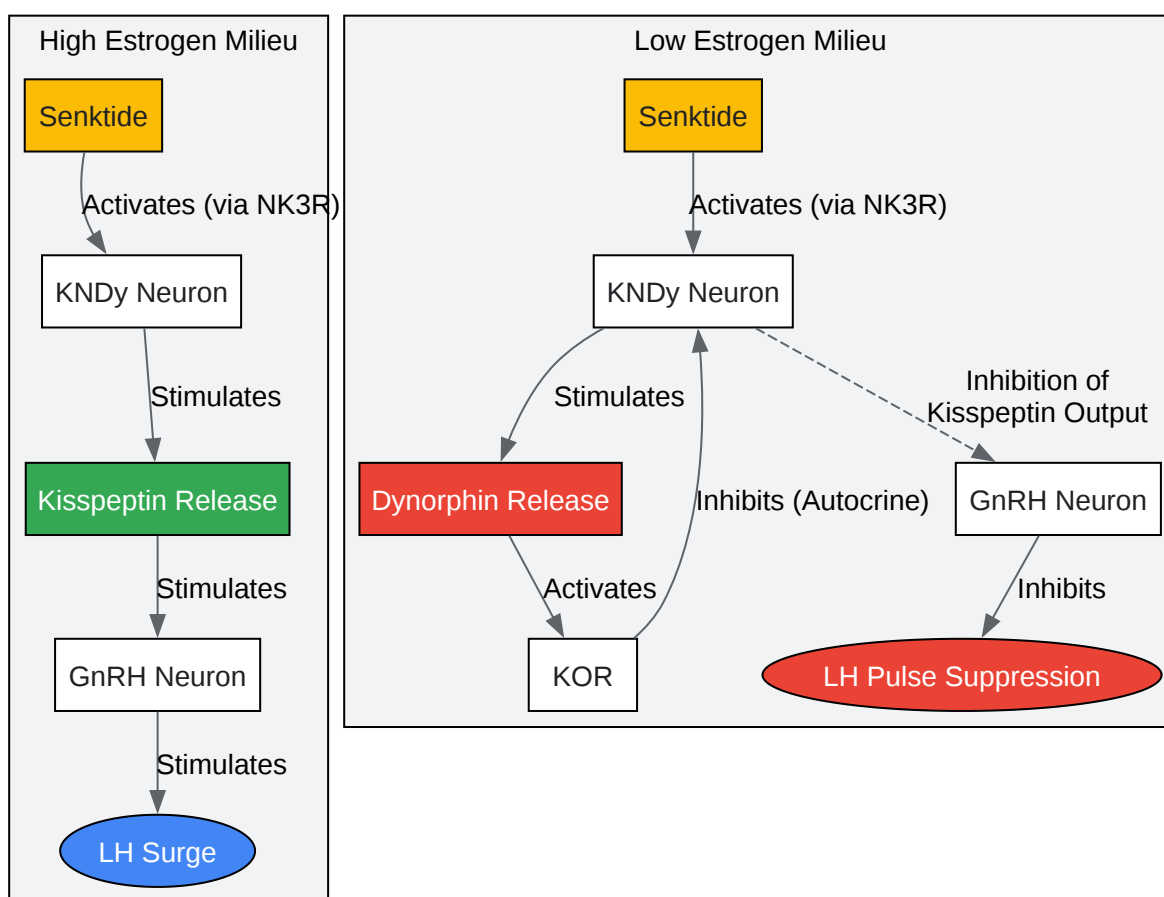 High Estrogen Milieu
Senktide
Activates (via NK3R)
KNDy Neuron
Stimulates
Kisspeptin Release
Stimulates
GnRH Neuron
Stimulates
LH Surge
Low Estrogen Milieu
Senktide
Activates (via NK3R)
KNDy Neuron
Stimulates
Inhibition of
Kisspeptin Output
Dynorphin Release
Inhibits (Autocrine)
GnRH Neuron
Activates
Inhibits
KOR
LH Pulse Suppression